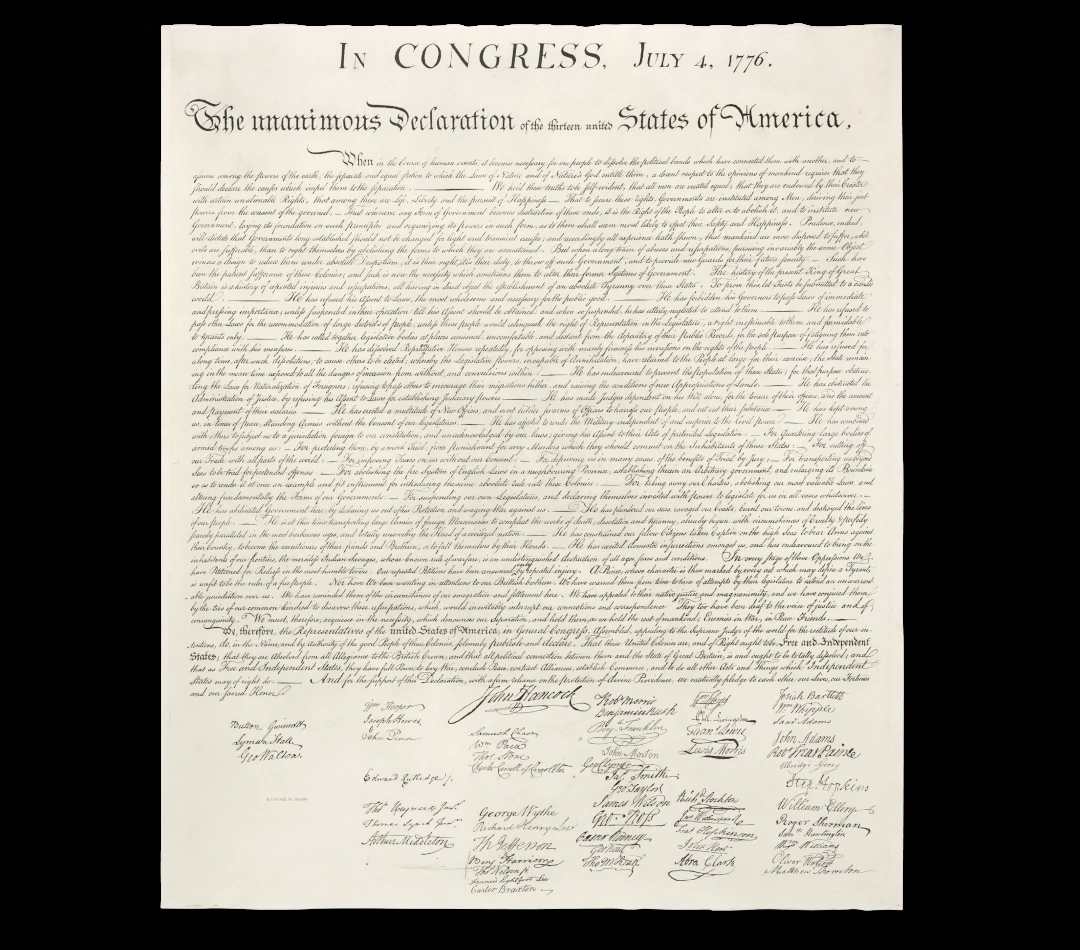 In CONGRESS, July 4, 1776.
The unanimous Declaration of the thirteen united States of America,
When in the Course of human events, it becomes necessary for one people to dissolve the political bands which have connected them with another, and to
assume among the powers of the earth, the separate and equal station to which the Laws of Nature and of Nature's God entitle them, a decent respect to the opinions of mankind requires that they
should declare the causes which impel them to the separation. We hold these truths to be self-evident, that all men are created equal, that they are endowed by their Creator
with certain unalienable Rights, that among these are Life, Liberty and the pursuit of Happiness.— That to secure these rights, Governments are instituted among Men, deriving their just
powers from the consent of the governed.— That whenever any Form of Government becomes destructive of these ends, it is the Right of the People to alter or to abolish it, and to institute new
Government, laying its foundation on such principles and organizing its powers in such form, as to them shall seem most likely to effect their Safety and Happiness. Prudence, indeed,
will dictate that Governments long established should not be changed for light and transient causes; and accordingly all experience hath shewn, that mankind are more disposed to suffer, while
evils are sufferable, than to right themselves by abolishing the forms to which they are accustomed. But when a long train of abuses and usurpations, pursuing invariably the same Object
evinces a design to reduce them under absolute Despotism, it is their right, it is their duty, to throw off such Government, and to provide new Guards for their future security.— Such has
been the patient sufferance of these Colonies; and such is now the necessity which constrains them to alter their former Systems of Government. The history of the present King of Great
Britain is a history of repeated injuries and usurpations, all having in direct object the establishment of an absolute Tyranny over these States. To prove this, let Facts be submitted to a candid
world. He has refused his Assent to Laws, the most wholesome and necessary for the public good. He has forbidden his Governors to pass Laws of immediate
and pressing importance, unless suspended in their operation till his Assent should be obtained; and when so suspended, he has utterly neglected to attend to them. He has refused to
pass other Laws for the accommodation of large districts of people, unless those people would relinquish the right of Representation in the Legislature, a right inestimable to them and formidable
to tyrants only. He has called together legislative bodies at places unusual, uncomfortable, and distant from the depository of their public Records, for the sole purpose of fatiguing them into
compliance with his measures. He has dissolved Representative Houses repeatedly, for opposing with manly firmness his invasions on the rights of the people. He has refused for
a long time, after such dissolutions, to cause others to be elected; whereby the Legislative powers, incapable of Annihilation, have returned to the People at large for their exercise; the State remain-
ing in the mean time exposed to all the dangers of invasion from without, and convulsions within. He has endeavoured to prevent the population of these States; for that purpose obstruc-
ting the Laws for Naturalization of Foreigners; refusing to pass others to encourage their migrations hither, and raising the conditions of new Appropriations of Lands. He has obstructed the
Administration of Justice, by refusing his Assent to Laws for establishing Judiciary powers. He has made Judges dependent on his Will alone, for the tenure of their offices, and the amount
and payment of their salaries. He has erected a multitude of New Offices, and sent hither swarms of Officers to harrass our people, and eat out their substance. He has kept among
us, in times of peace, Standing Armies without the Consent of our legislatures. He has affected to render the Military independent of and superior to the Civil power. He has combined
with others to subject us to a jurisdiction foreign to our constitution, and unacknowledged by our laws; giving his Assent to their Acts of pretended Legislation:— For Quartering large bodies of
armed troops among us:— For protecting them, by a mock Trial, from punishment for any Murders which they should commit on the Inhabitants of these States:— For cutting off
our Trade with all parts of the world:— For imposing Taxes on us without our Consent:— For depriving us in many cases, of the benefits of Trial by Jury:— For transporting us beyond
Seas to be tried for pretended offences— For abolishing the free System of English Laws in a neighbouring Province, establishing therein an Arbitrary government, and enlarging its Boundaries
so as to render it at once an example and fit instrument for introducing the same absolute rule into these Colonies:— For taking away our Charters, abolishing our most valuable Laws, and
altering fundamentally the Forms of our Governments:— For suspending our own Legislatures, and declaring themselves invested with power to legislate for us in all cases whatsoever.—
He has abdicated Government here, by declaring us out of his Protection and waging War against us. He has plundered our seas, ravaged our Coasts, burnt our towns, and destroyed the lives
of our people. He is at this time transporting large Armies of foreign Mercenaries to compleat the works of death, desolation and tyranny, already begun with circumstances of Cruelty & perfidy
scarcely paralleled in the most barbarous ages, and totally unworthy the Head of a civilized nation. He has constrained our fellow Citizens taken Captive on the high Seas to bear Arms against
their Country, to become the executioners of their friends and Brethren, or to fall themselves by their Hands. He has excited domestic insurrections amongst us, and has endeavoured to bring on the
inhabitants of our frontiers, the merciless Indian Savages, whose known rule of warfare, is an undistinguished destruction of all ages, sexes and conditions. In every stage of these Oppressions We
have Petitioned for Redress in the most humble terms: Our repeated Petitions have been answered only by repeated injury. A Prince, whose character is thus marked by every act which may define a Tyrant,
is unfit to be the ruler of a free people. Nor have We been wanting in attentions to our Brittish brethren. We have warned them from time to time of attempts by their legislature to extend an unwarrant-
able jurisdiction over us. We have reminded them of the circumstances of our emigration and settlement here. We have appealed to their native justice and magnanimity, and we have conjured them
by the ties of our common kindred to disavow these usurpations, which, would inevitably interrupt our connections and correspondence. They too have been deaf to the voice of justice and of
consanguinity. We must, therefore, acquiesce in the necessity, which denounces our Separation, and hold them, as we hold the rest of mankind, Enemies in War, in Peace Friends.
We, therefore, the Representatives of the united States of America, in General Congress, Assembled, appealing to the Supreme Judge of the world for the rectitude of our in-
tentions, do, in the Name, and by Authority of the good People of these Colonies, solemnly publish and declare, That these United Colonies are, and of Right ought to be Free and Independent
States; that they are Absolved from all Allegiance to the British Crown, and that all political connection between them and the State of Great Britain, is and ought to be totally dissolved; and
that as Free and Independent States, they have full Power to levy War, conclude Peace, contract Alliances, establish Commerce, and to do all other Acts and Things which Independent
States may of right do. And for the support of this Declaration, with a firm reliance on the protection of divine Providence, we mutually pledge to each other our Lives, our Fortunes
and our sacred Honor.
Button Gwinnett
Lyman Hall
Geo Walton.
Wm Hooper
Joseph Hewes,
John Penn
Edward Rutledge /.
Thos Heyward Junr.
Thomas Lynch Junr.
Arthur Middleton
John Hancock
Samuel Chase
Wm. Paca
Thos. Stone
Charles Carroll of Carrollton
George Wythe
Richard Henry Lee
Th Jefferson
Benj Harrison
Thos Nelson jr.
Francis Lightfoot Lee
Carter Braxton
Robt Morris
Benjamin Rush
Benj. Franklin
John Morton
Geo Clymer
Jas. Smith
Geo. Taylor
James Wilson
Geo. Ross
Caesar Rodney
Geo Read
Tho M:Kean
Wm Floyd
Phil. Livingston
Frans. Lewis
Lewis Morris
Richd. Stockton
Jno Witherspoon
Fras. Hopkinson
John Hart
Abra Clark
Josiah Bartlett
Wm Whipple
Saml Adams
John Adams
Robt Treat Paine
Elbridge Gerry
Step. Hopkins
William Ellery
Roger Sherman
Saml Huntington
Wm Williams
Oliver Wolcott
Matthew Thornton